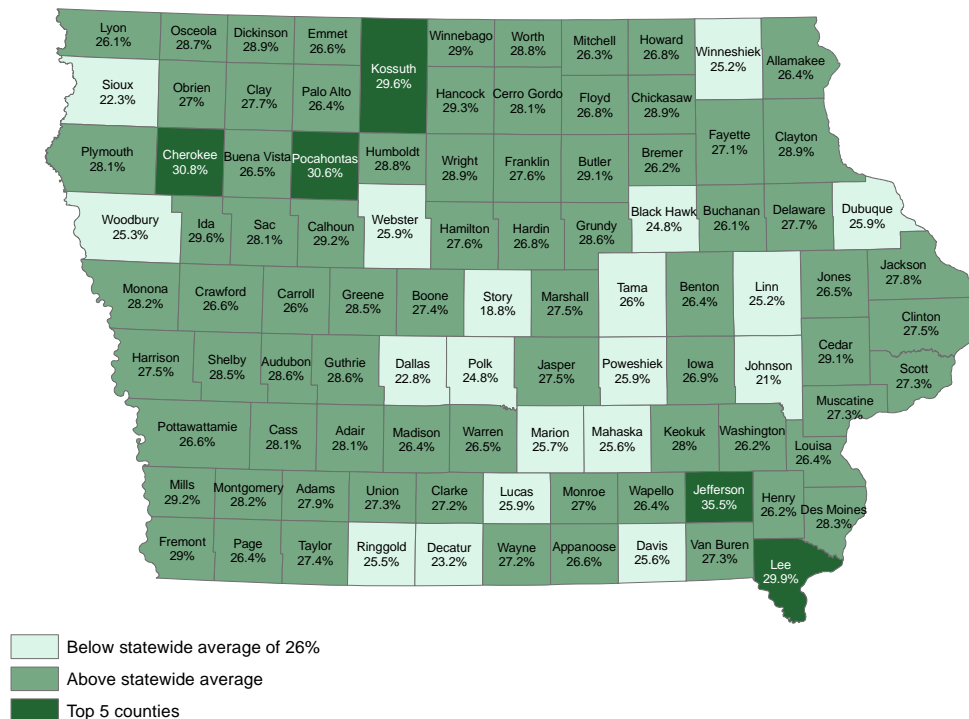 Lyon
26.1%
Osceola
28.7%
Dickinson
28.9%
Emmet
26.6%
Kossuth
29.6%
Winnebago
29%
Worth
28.8%
Mitchell
26.3%
Howard
26.8%
Winneshiek
25.2%
Allamakee
26.4%
Sioux
22.3%
Obrien
27%
Clay
27.7%
Palo Alto
26.4%
Hancock
29.3%
Cerro Gordo
28.1%
Floyd
26.8%
Chickasaw
28.9%
Plymouth
28.1%
Cherokee
30.8%
Buena Vista
26.5%
Pocahontas
30.6%
Humboldt
28.8%
Wright
28.9%
Franklin
27.6%
Butler
29.1%
Bremer
26.2%
Fayette
27.1%
Clayton
28.9%
Woodbury
25.3%
Ida
29.6%
Sac
28.1%
Calhoun
29.2%
Webster
25.9%
Hamilton
27.6%
Hardin
26.8%
Grundy
28.6%
Black Hawk
24.8%
Buchanan
26.1%
Delaware
27.7%
Dubuque
25.9%
Monona
28.2%
Crawford
26.6%
Carroll
26%
Greene
28.5%
Boone
27.4%
Story
18.8%
Marshall
27.5%
Tama
26%
Benton
26.4%
Linn
25.2%
Jones
26.5%
Jackson
27.8%
Clinton
27.5%
Harrison
27.5%
Shelby
28.5%
Audubon
28.6%
Guthrie
28.6%
Dallas
22.8%
Polk
24.8%
Jasper
27.5%
Poweshiek
25.9%
Iowa
26.9%
Johnson
21%
Cedar
29.1%
Scott
27.3%
Muscatine
27.3%
Pottawattamie
26.6%
Cass
28.1%
Adair
28.1%
Madison
26.4%
Warren
26.5%
Marion
25.7%
Mahaska
25.6%
Keokuk
28%
Washington
26.2%
Louisa
26.4%
Mills
29.2%
Montgomery
28.2%
Adams
27.9%
Union
27.3%
Clarke
27.2%
Lucas
25.9%
Monroe
27%
Wapello
26.4%
Jefferson
35.5%
Henry
26.2%
Des Moines
28.3%
Fremont
29%
Page
26.4%
Taylor
27.4%
Ringgold
25.5%
Decatur
23.2%
Wayne
27.2%
Appanoose
26.6%
Davis
25.6%
Van Buren
27.3%
Lee
29.9%
Below statewide average of 26%
Above statewide average
Top 5 counties